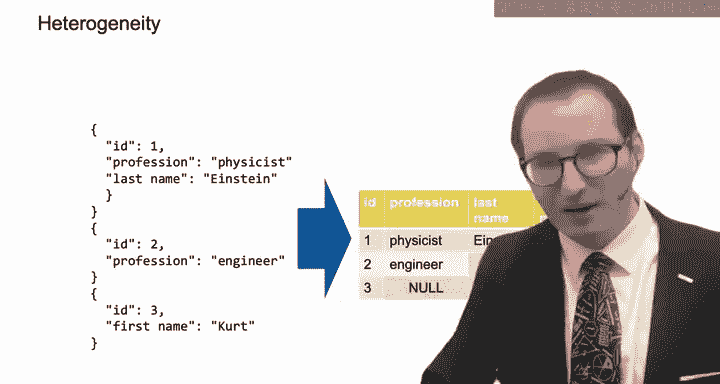 Heterogeneity
{
"id": 1,
"profession": "physicist"
"last name": "Einstein"
}
}
{
"id": 2,
"profession": "engineer"
}
{
"id": 3,
"first name": "Kurt"
}
id profession last
name
1 physicist
2 engineer
3 NULL